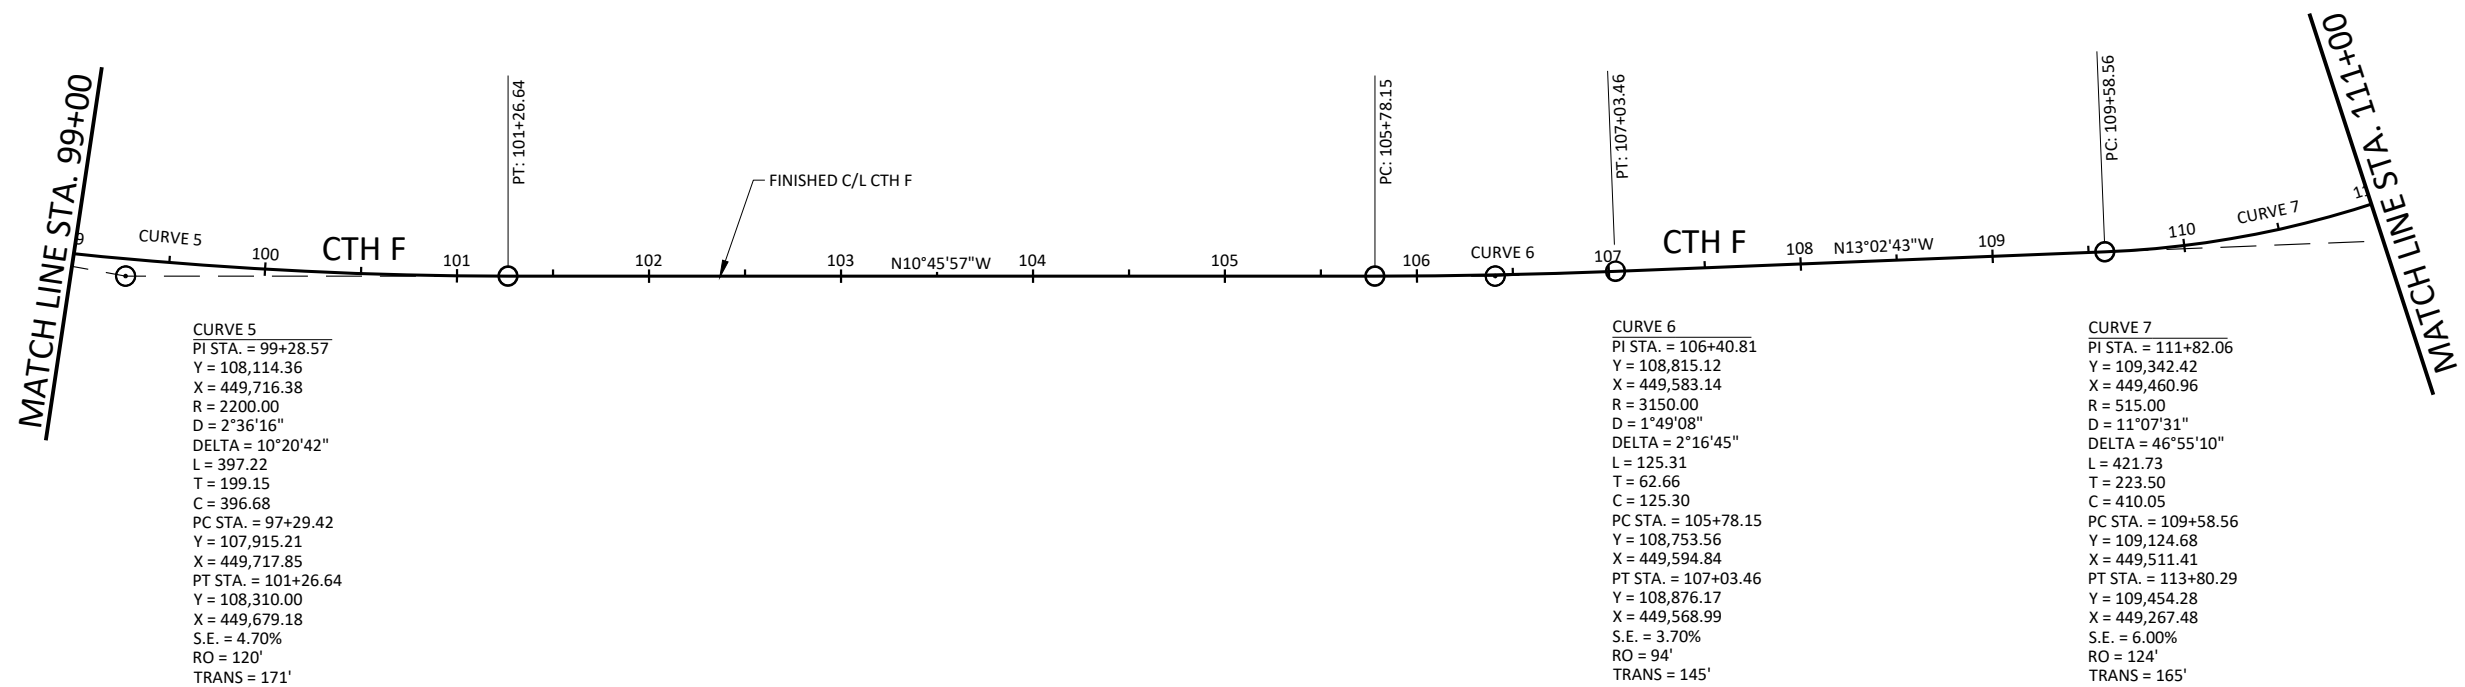 MATCH LINE STA. 99+00
9
CURVE 5
100
CTH F
101
PT: 101+26.64
102
FINISHED C/L CTH F
103
N10°45'57"W
104
105
PC: 105+78.15
106
CURVE 6
107
PT: 107+03.46
CTH F
108
N13°02'43"W
109
PC: 109+58.56
110
CURVE 7
11
MATCH LINE STA. 111+00
CURVE 5
PI STA. = 99+28.57
Y = 108,114.36
X = 449,716.38
R = 2200.00
D = 2°36'16"
DELTA = 10°20'42"
L = 397.22
T = 199.15
C = 396.68
PC STA. = 97+29.42
Y = 107,915.21
X = 449,717.85
PT STA. = 101+26.64
Y = 108,310.00
X = 449,679.18
S.E. = 4.70%
RO = 120'
TRANS = 171'
CURVE 6
PI STA. = 106+40.81
Y = 108,815.12
X = 449,583.14
R = 3150.00
D = 1°49'08"
DELTA = 2°16'45"
L = 125.31
T = 62.66
C = 125.30
PC STA. = 105+78.15
Y = 108,753.56
X = 449,594.84
PT STA. = 107+03.46
Y = 108,876.17
X = 449,568.99
S.E. = 3.70%
RO = 94'
TRANS = 145'
CURVE 7
PI STA. = 111+82.06
Y = 109,342.42
X = 449,460.96
R = 515.00
D = 11°07'31"
DELTA = 46°55'10"
L = 421.73
T = 223.50
C = 410.05
PC STA. = 109+58.56
Y = 109,124.68
X = 449,511.41
PT STA. = 113+80.29
Y = 109,454.28
X = 449,267.48
S.E. = 6.00%
RO = 124'
TRANS = 165'